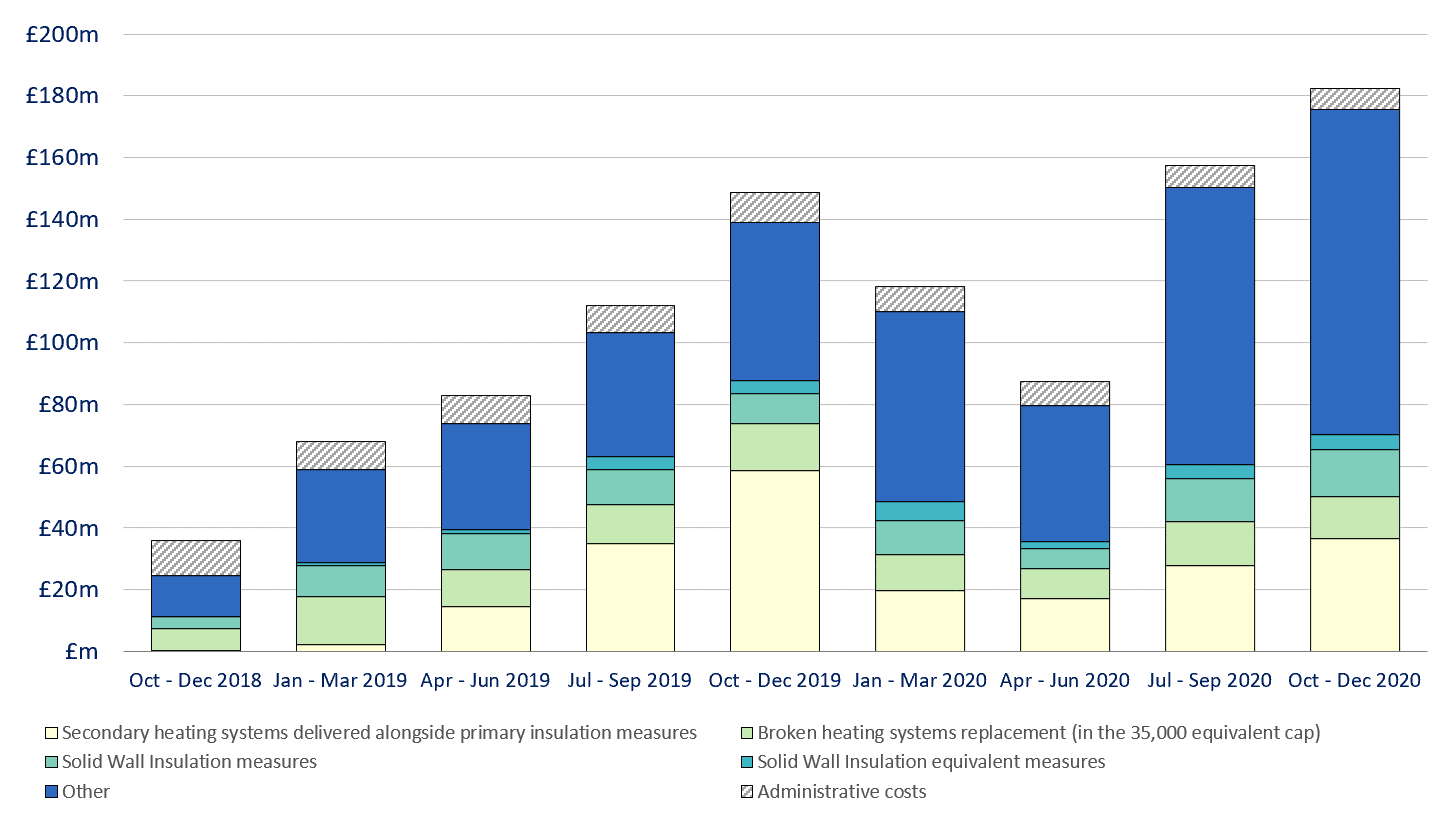 £200m
£180m
£160m
£140m
£120m
£100m
£80m
£60m
£40m
£20m
£m
Oct - Dec 2018 Jan - Mar 2019 Apr - Jun 2019 Jul - Sep 2019 Oct - Dec 2019 Jan - Mar 2020 Apr - Jun 2020 Jul - Sep 2020 Oct - Dec 2020
Secondary heating systems delivered alongside primary insulation measures Broken heating systems replacement (in the 35,000 equivalent cap)
Solid Wall Insulation measures Solid Wall Insulation equivalent measures
Other Administrative costs